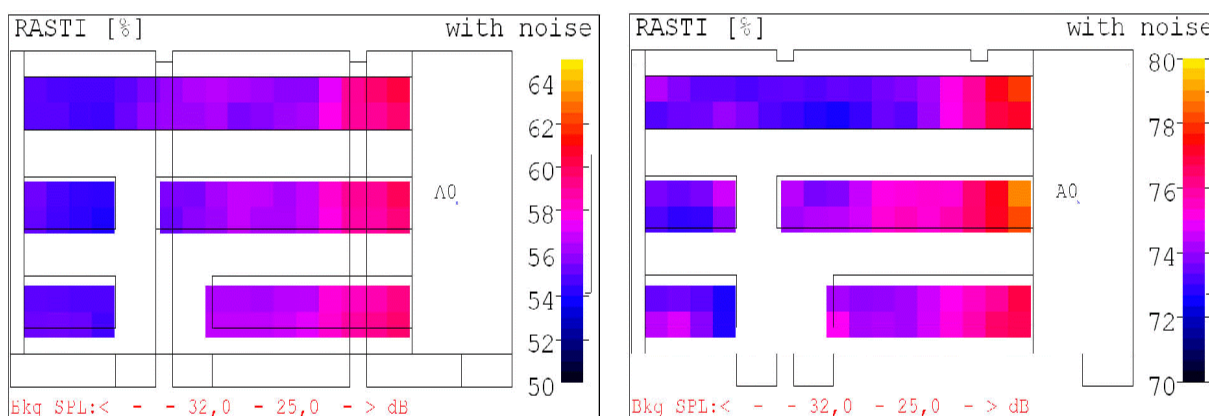 RASTI [%] with noise
64
62
60
58
56
54
52
50
A0
Bkg SPL:< - - 32,0 - 25,0 - > dB
RASTI [%] with noise
80
78
76
74
72
70
A0
Bkg SPL:< - - 32,0 - 25,0 - > dB